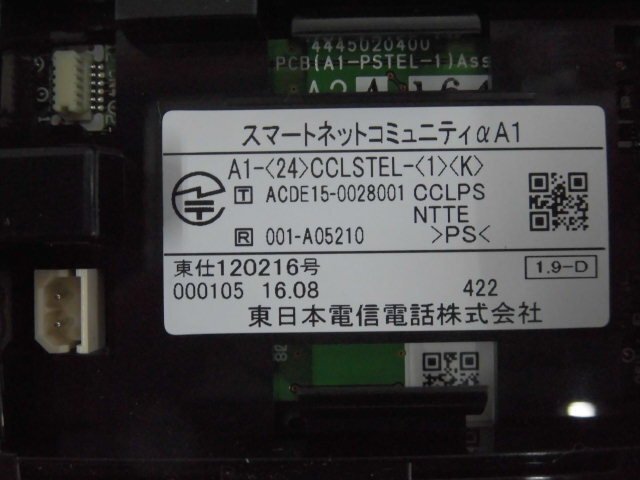 4445020400
PCB(A1-PSTEL-1)Ass
スマートネットコミュニティαA1
A1-<24>CCLSTEL-<1><K>
T ACDE15-0028001 CCLPS
NTTE
R 001-A05210 >PS<
東仕120216号 1.9-D
000105 16.08 422
東日本電信電話株式会社